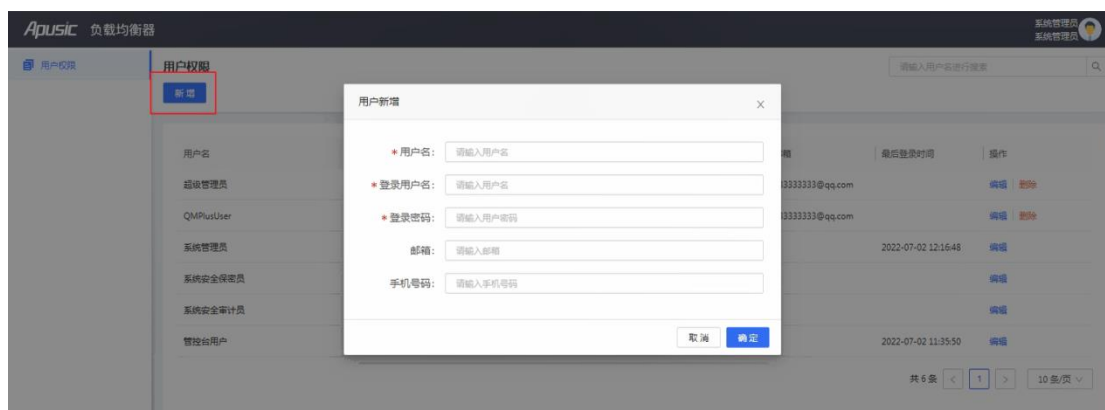 Apusic 负载均衡器
系统管理员
系统管理员
用户权限
用户权限
请输入用户名进行搜索
新增
用户新增
*用户名: 请输入用户名
*登录用户名: 请输入用户名
*登录密码: 请输入用户密码
邮箱: 请输入邮箱
手机号码: 请输入手机号码
取消 确定
用户名 箱 最后登录时间 操作
超级管理员 33333333@qq.com 编辑 删除
QMPlusUser 33333333@qq.com 编辑 删除
系统管理员 2022-07-02 12:16:48 编辑
系统安全保密员 编辑
系统安全审计员 编辑
管控台用户 2022-07-02 11:35:50 编辑
共 6 条 < 1 > 10 条/页